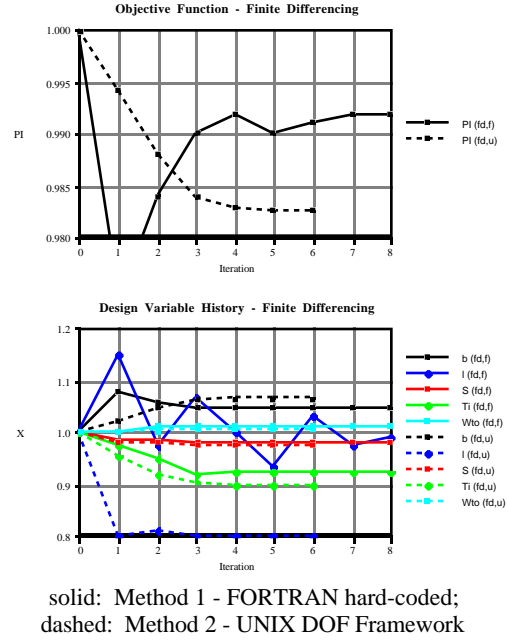 Objective Function - Finite Differencing
1.000
0.995
0.990
0.985
0.980
PI
0 1 2 3 4 5 6 7 8
Iteration
PI (fd,f)
PI (fd,u)
Design Variable History - Finite Differencing
1.2
1.1
1.0
0.9
0.8
X
0 1 2 3 4 5 6 7 8
Iteration
b (fd,f)
l (fd,f)
S (fd,f)
Ti (fd,f)
Wto (fd,f)
b (fd,u)
l (fd,u)
S (fd,u)
Ti (fd,u)
Wto (fd,u)
solid: Method 1 - FORTRAN hard-coded;
dashed: Method 2 - UNIX DOF Framework